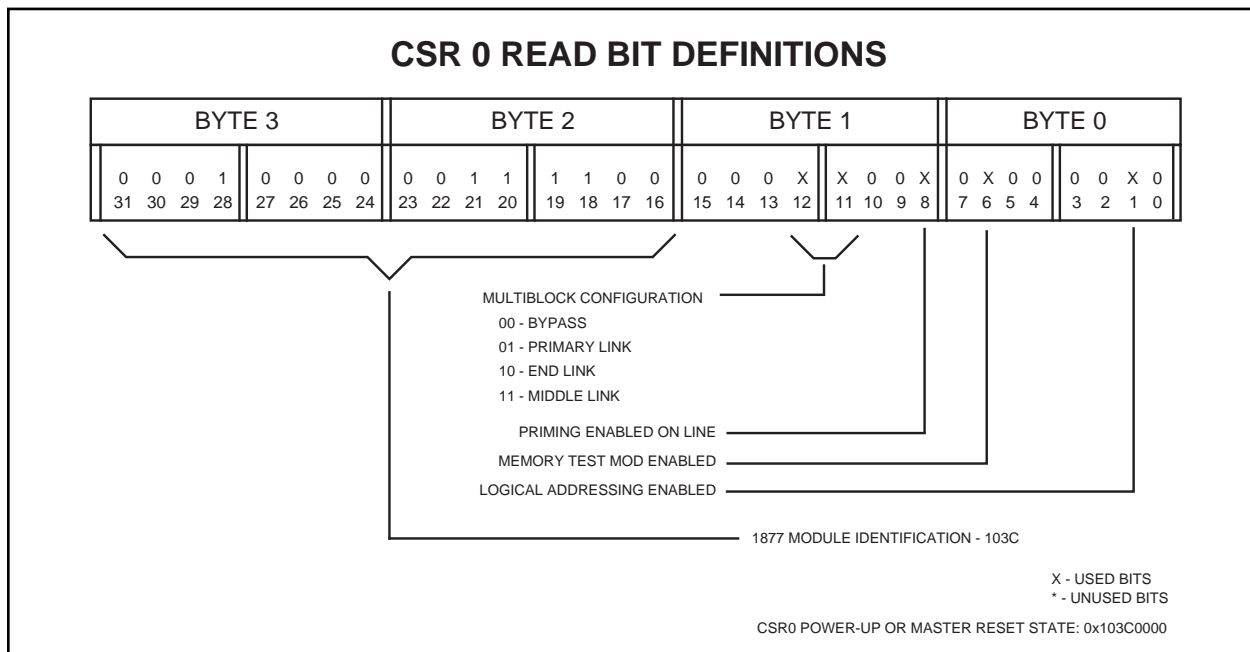 CSR 0 READ BIT DEFINITIONS
BYTE 3 BYTE 2 BYTE 1 BYTE 0
0 0 0 1 0 0 0 0 0 0 1 1 1 1 0 0 0 0 0 X X 0 0 X 0 X 0 0 0 0 X 0
31 30 29 28 27 26 25 24 23 22 21 20 19 18 17 16 15 14 13 12 11 10 9 8 7 6 5 4 3 2 1 0
MULTIBLOCK CONFIGURATION
00 - BYPASS
01 - PRIMARY LINK
10 - END LINK
11 - MIDDLE LINK
PRIMING ENABLED ON LINE
MEMORY TEST MOD ENABLED
LOGICAL ADDRESSING ENABLED
1877 MODULE IDENTIFICATION - 103C
X - USED BITS
* - UNUSED BITS
CSR0 POWER-UP OR MASTER RESET STATE: 0x103C0000